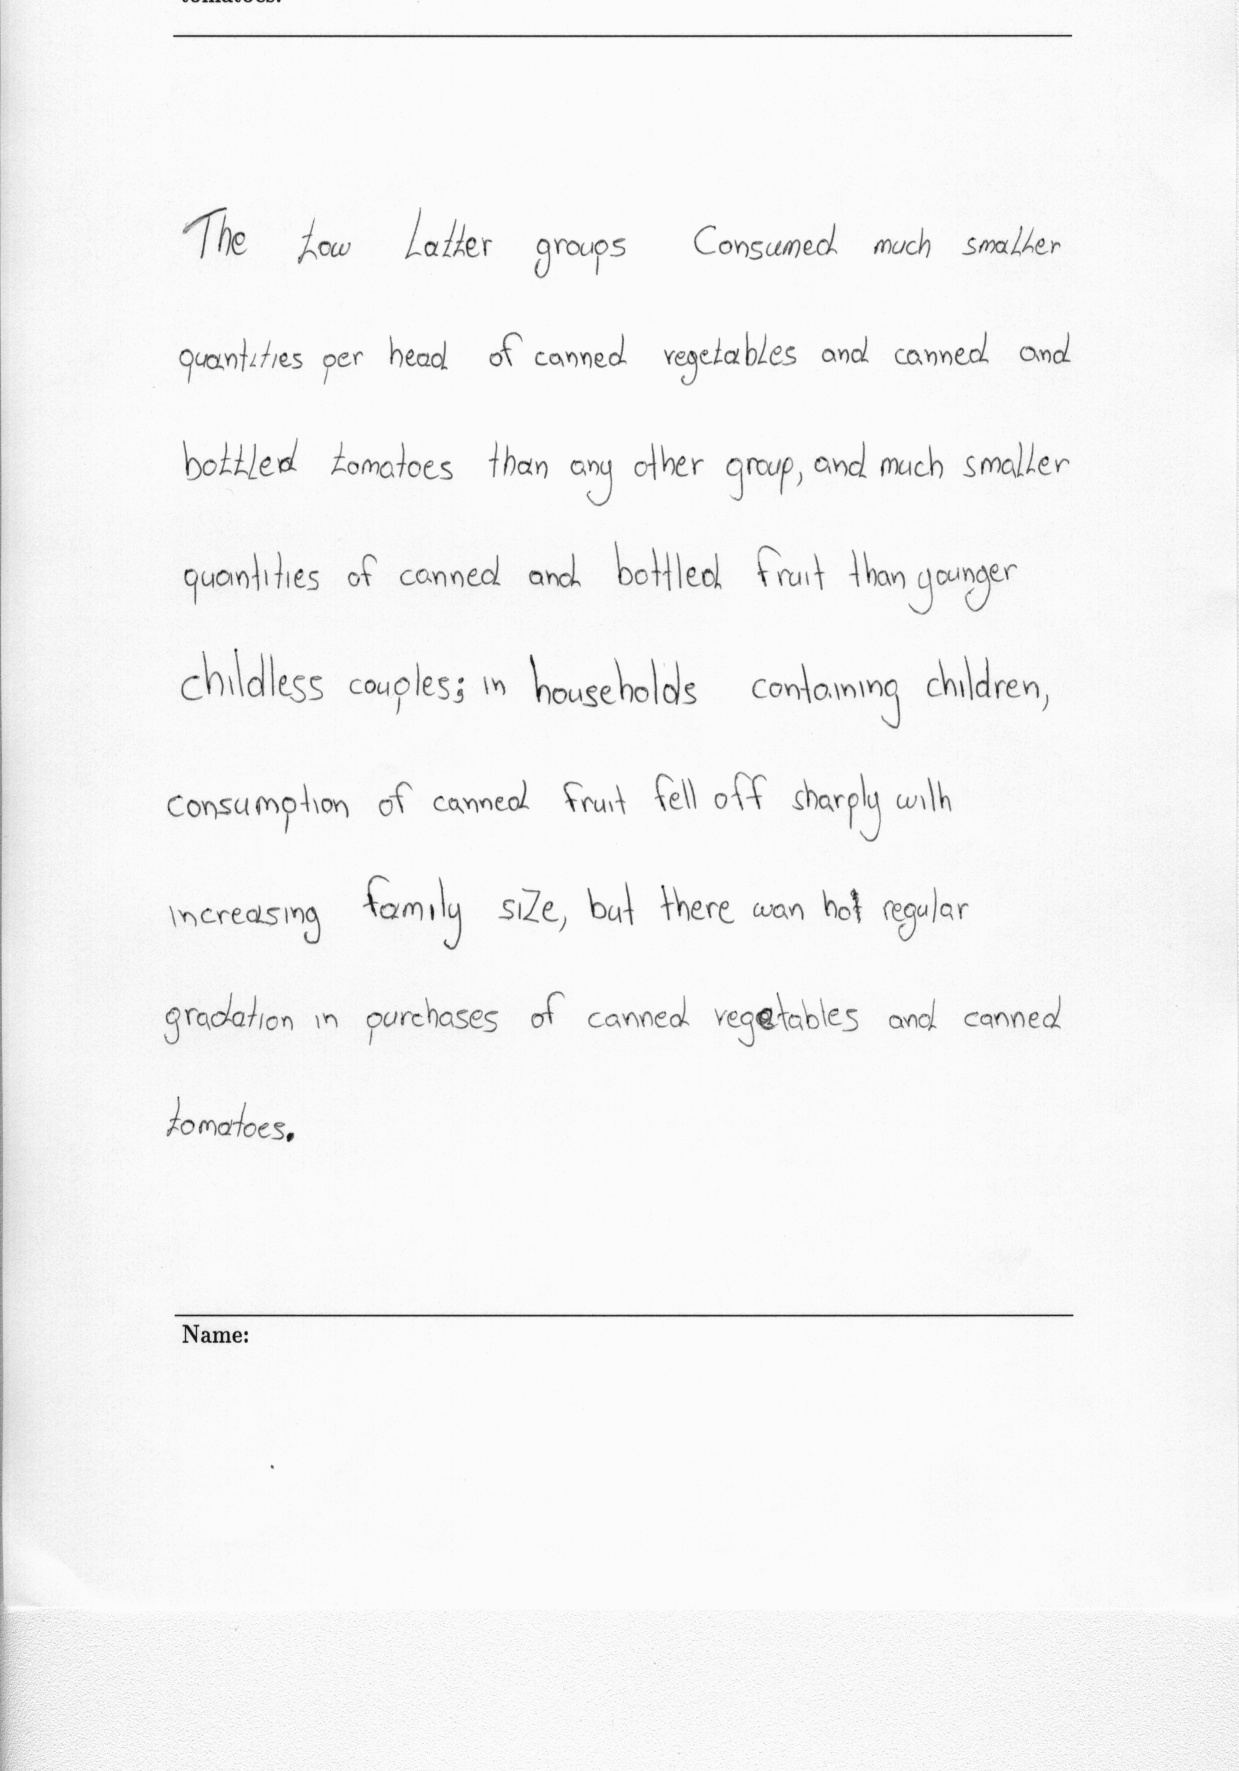 tomatoes.
The tow Latter groups Consumed much smaller
quantities per head of canned vegetables and canned and
bottled tomatoes than any other group, and much smaller
quantities of canned and bottled fruit than younger
childless couples; in households containing children,
consumption of canned fruit fell off sharply with
increasing family size, but there wan hot regular
gradation in purchases of canned vegetables and canned
tomatoes.
Name: